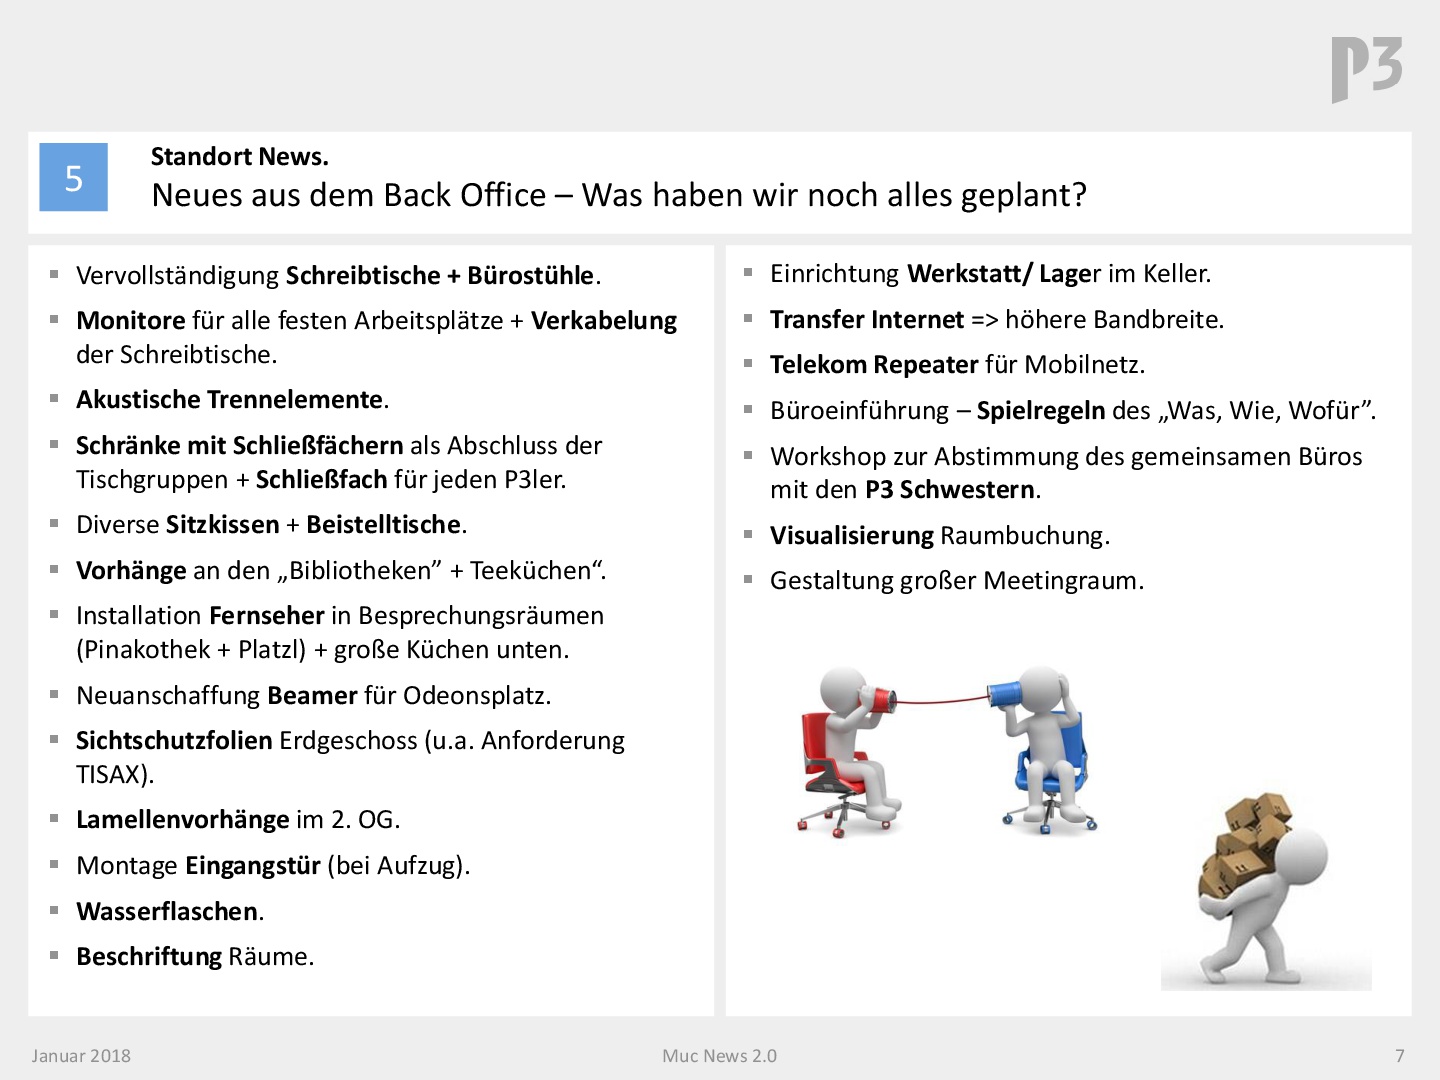 P3
5
Standort News.
Neues aus dem Back Office – Was haben wir noch alles geplant?
▪ Vervollständigung Schreibtische + Bürostühle.
▪ Monitore für alle festen Arbeitsplätze + Verkabelung
der Schreibtische.
▪ Akustische Trennelemente.
▪ Schränke mit Schließfächern als Abschluss der
Tischgruppen + Schließfach für jeden P3ler.
▪ Diverse Sitzkissen + Beistelltische.
▪ Vorhänge an den „Bibliotheken” + Teeküchen“.
▪ Installation Fernseher in Besprechungsräumen
(Pinakothek + Platzl) + große Küchen unten.
▪ Neuanschaffung Beamer für Odeonsplatz.
▪ Sichtschutzfolien Erdgeschoss (u.a. Anforderung
TISAX).
▪ Lamellenvorhänge im 2. OG.
▪ Montage Eingangstür (bei Aufzug).
▪ Wasserflaschen.
▪ Beschriftung Räume.
▪ Einrichtung Werkstatt/ Lager im Keller.
▪ Transfer Internet => höhere Bandbreite.
▪ Telekom Repeater für Mobilnetz.
▪ Büroeinführung – Spielregeln des „Was, Wie, Wofür”.
▪ Workshop zur Abstimmung des gemeinsamen Büros
mit den P3 Schwestern.
▪ Visualisierung Raumbuchung.
▪ Gestaltung großer Meetingraum.
Januar 2018
Muc News 2.0
7